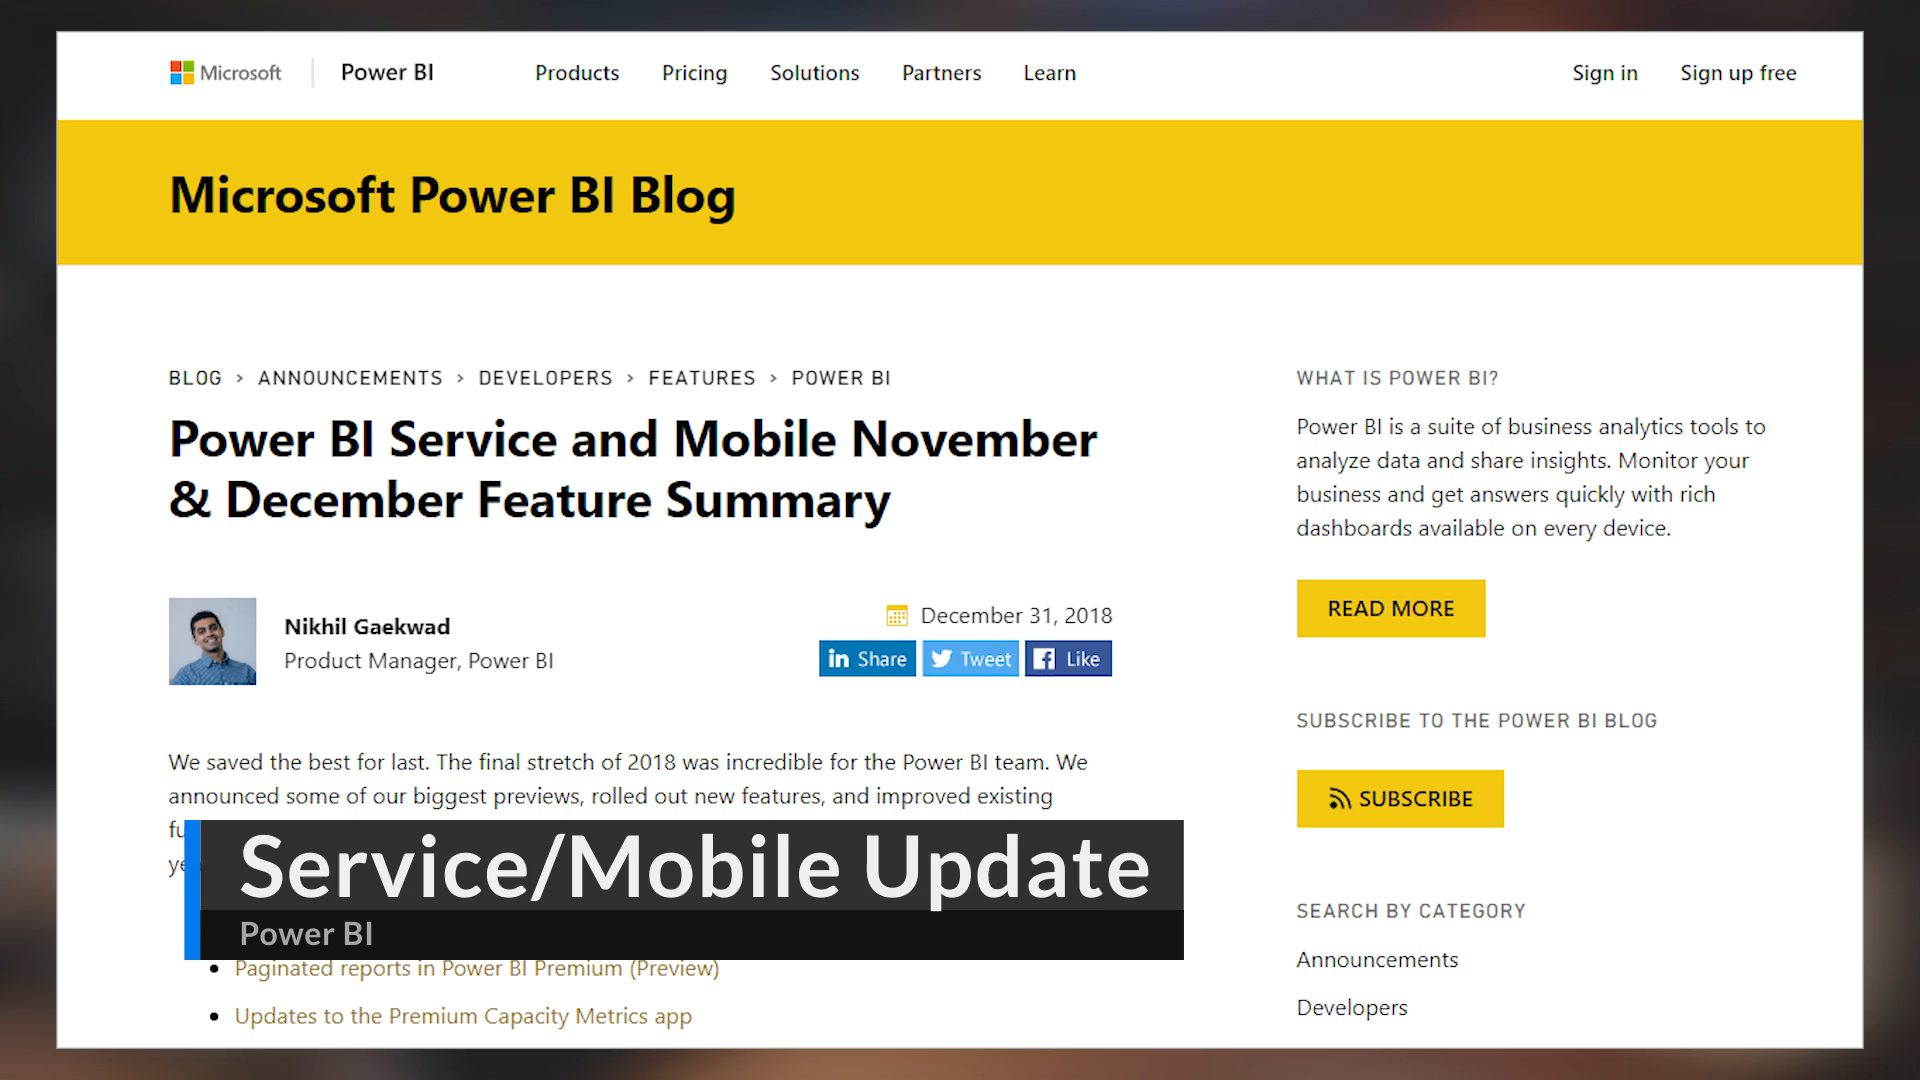 Microsoft Power BI Products Pricing Solutions Partners Learn Sign in Sign up free
Microsoft Power BI Blog
BLOG > ANNOUNCEMENTS > DEVELOPERS > FEATURES > POWER BI
Power BI Service and Mobile November
& December Feature Summary
Nikhil Gaekwad
Product Manager, Power BI
December 31, 2018
in Share Tweet Like
We saved the best for last. The final stretch of 2018 was incredible for the Power BI team. We
announced some of our biggest previews, rolled out new features, and improved existing
Service/Mobile Update
Power BI
Paginated reports in Power BI Premium (Preview)
Updates to the Premium Capacity Metrics app
WHAT IS POWER BI?
Power BI is a suite of business analytics tools to
analyze data and share insights. Monitor your
business and get answers quickly with rich
dashboards available on every device.
READ MORE
SUBSCRIBE TO THE POWER BI BLOG
SUBSCRIBE
SEARCH BY CATEGORY
Announcements
Developers